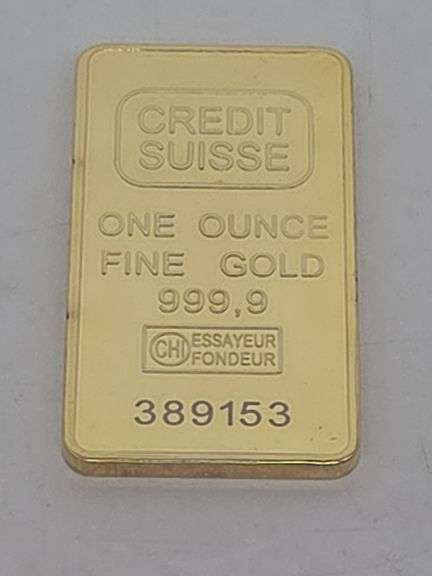 CREDIT
SUISSE
ONE OUNCE
FINE GOLD
999,9
CHI ESSAYEUR
FONDEUR
389153